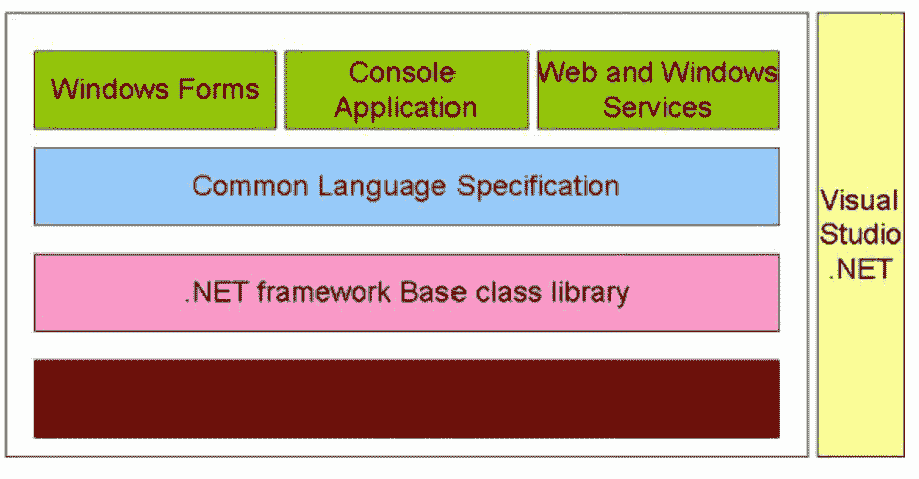 Windows Forms
Console
Application
Web and Windows
Services
Common Language Specification
.NET framework Base class library
Visual
Studio
.NET